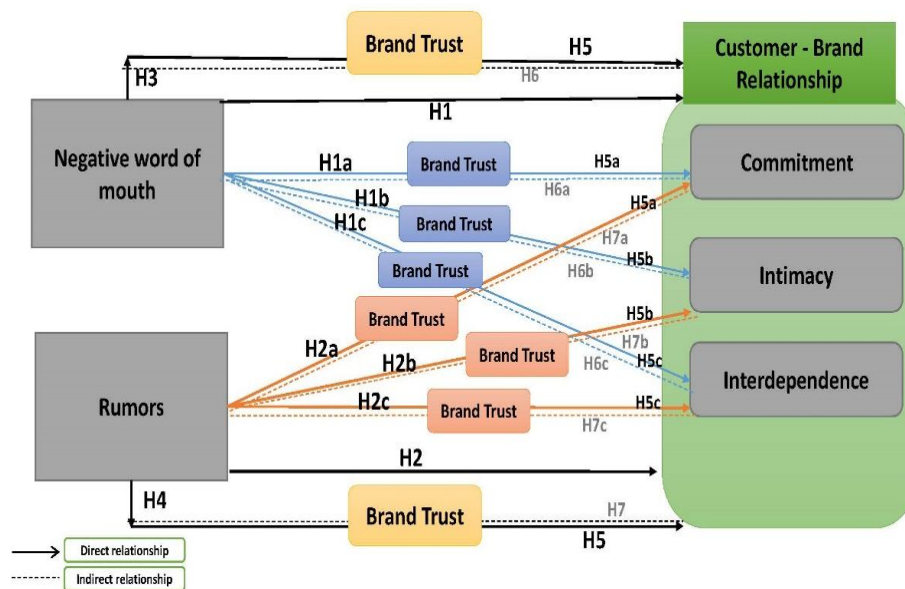 Brand Trust
H5
H6
H3
Customer - Brand
Relationship
H1
Negative word of
mouth
H1a
Brand Trust
H5a
H6a
Commitment
H1b
Brand Trust
H5a
H7a
H1c
Brand Trust
H6b
H5b
Intimacy
Brand Trust
H5b
H2a
Brand Trust
H7b
H2b
H6c
H5c
Interdependence
Rumors
H2c
Brand Trust
H5c
H7c
H2
H4
Brand Trust
H7
H5
Direct relationship
Indirect relationship